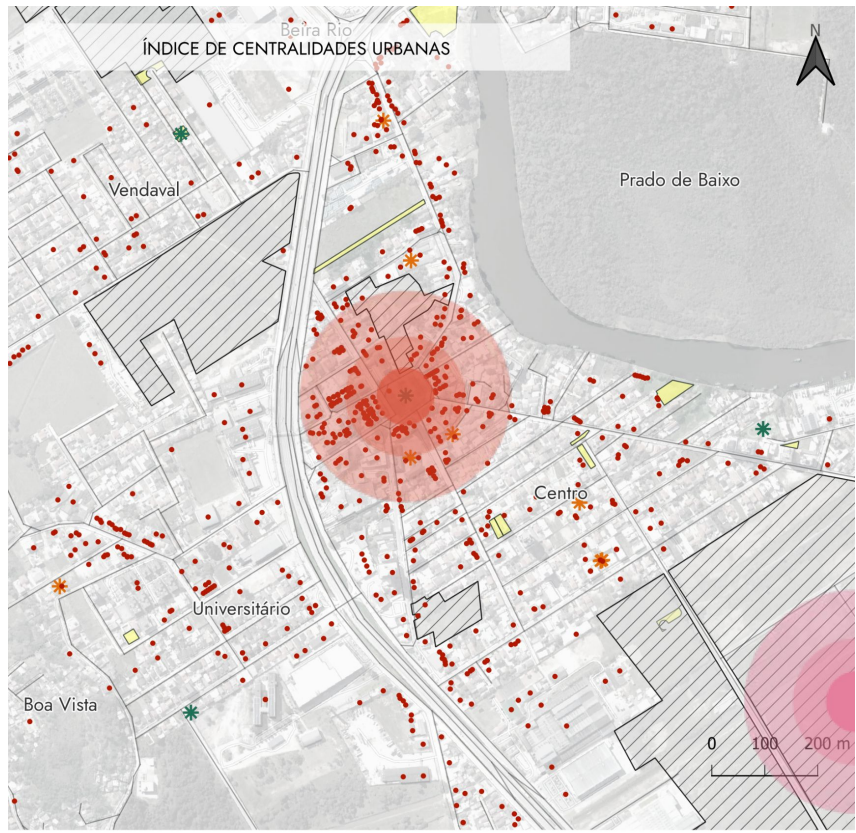 Beira Rio
ÍNDICE DE CENTRALIDADES URBANAS
N
Prado de Baixo
Vendaval
Centro
Universitário
Boa Vista
0 100 200 m